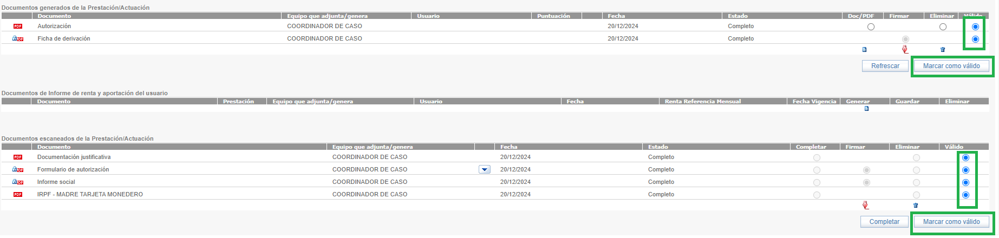 Documentos generados de la Prestación/Actuación
Documento Equipo que adjunta/genera Usuario Puntuación Fecha Estado Doc/PDF Firmar Eliminar Válido
PDF Autorización COORDINADOR DE CASO 20/12/2024 Completo
PDF Ficha de derivación COORDINADOR DE CASO 20/12/2024 Completo
Refrescar Marcar como válido
Documentos de Informe de renta y aportación del usuario
Documento Prestación Equipo que adjunta/genera Usuario Fecha Renta Referencia Mensual Fecha Vigencia Generar Guardar Eliminar
Documentos escaneados de la Prestación/Actuación
Documento Equipo que adjunta/genera Fecha Estado Completar Firmar Eliminar Válido
PDF Documentación justificativa COORDINADOR DE CASO 20/12/2024 Completo
PDF Formulario de autorización COORDINADOR DE CASO 20/12/2024 Completo
PDF Informe social COORDINADOR DE CASO 20/12/2024 Completo
PDF IRPF - MADRE TARJETA MONEDERO COORDINADOR DE CASO 20/12/2024 Completo
Completar Marcar como válido